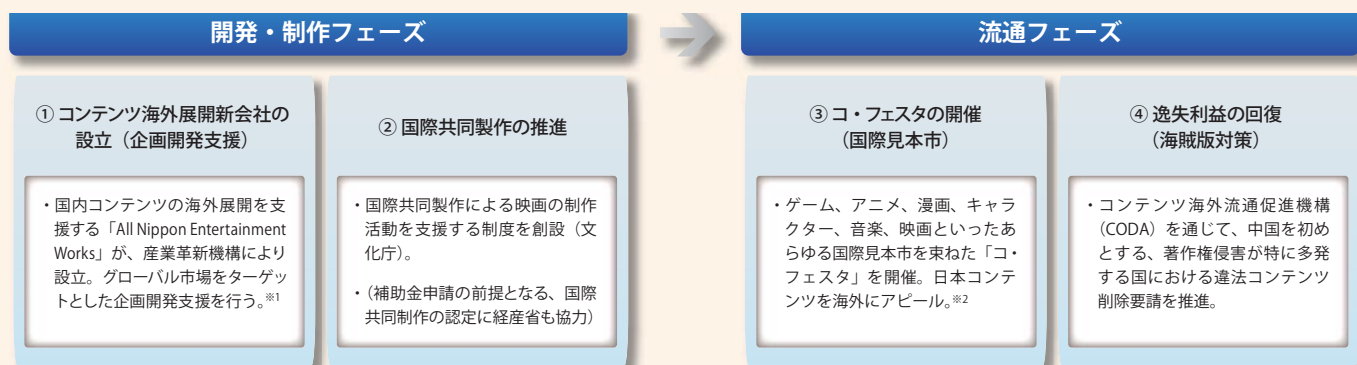 開発・制作フェーズ
① コンテンツ海外展開新会社の
設立（企画開発支援）
・国内コンテンツの海外展開を支
援する「All Nippon Entertainment
Works」が、産業革新機構により
設立。グローバル市場をターゲッ
トとした企画開発支援を行う。※1
② 国際共同製作の推進
・国際共同製作による映画の制作
活動を支援する制度を創設（文
化庁）。
・（補助金申請の前提となる、国際
共同制作の認定に経産省も協力）
流通フェーズ
③ コ・フェスタの開催
（国際見本市）
・ゲーム、アニメ、漫画、キャラ
クター、音楽、映画といったあ
らゆる国際見本市を束ねた「コ・
フェスタ」を開催。日本コンテ
ンツを海外にアピール。※2
④ 逸失利益の回復
（海賊版対策）
・コンテンツ海外流通促進機構
（CODA）を通じて、中国を初め
とする、著作権侵害が特に多発
する国における違法コンテンツ
削除要請を推進。